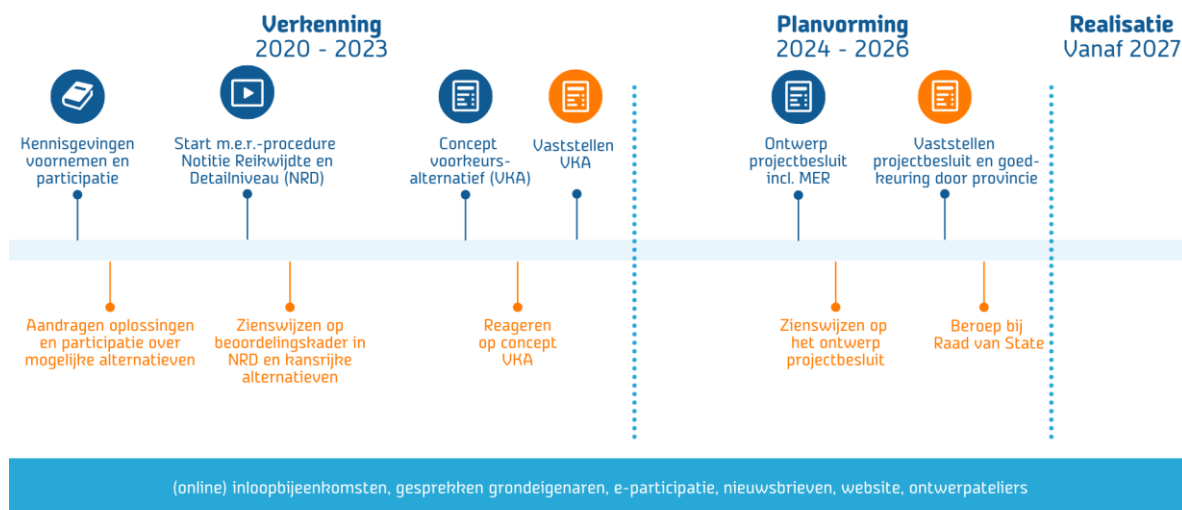 Verkenning
2020 - 2023
Planvorming
2024 - 2026
Realisatie
Vanaf 2027
Kennisgevingen
voornemen en
participatie
Start m.e.r.-procedure
Notitie Reikwijdte en
Detailniveau (NRD)
Concept
voorkeurs-
alternatief (VKA)
Vaststellen
VKA
Ontwerp
projectbesluit
incl. MER
Vaststellen
projectbesluit en goed-
keuring door provincie
Aandragen oplossingen
en participatie over
mogelijke alternatieven
Zienswijzen op
beoordelingskader in
NRD en kansrijke
alternatieven
Reageren
op concept
VKA
Zienswijzen op
het ontwerp
projectbesluit
Beroep bij
Raad van State
(online) inloopbijeenkomsten, gesprekken grondeigenaren, e-participatie, nieuwsbrieven, website, ontwerpateliers